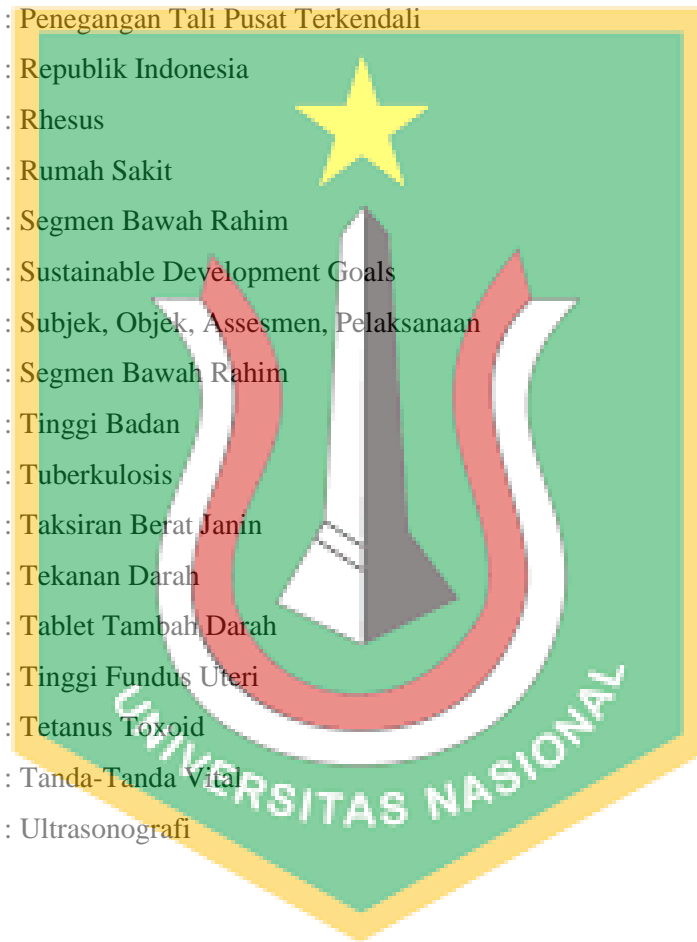 : Penegangan Tali Pusat Terkendali
: Republik Indonesia
: Rhesus
: Rumah Sakit
: Segmen Bawah Rahim
: Sustainable Development Goals
: Subjek, Objek, Assesmen, Pelaksanaan
: Segmen Bawah Rahim
: Tinggi Badan
: Tuberkulosis
: Taksiran Berat Janin
: Tekanan Darah
: Tablet Tambah Darah
: Tinggi Fundus Uteri
: Tetanus Toxoid
: Tanda-Tanda Vital
: Ultrasonografi
UNIVERSITAS NASIONAL